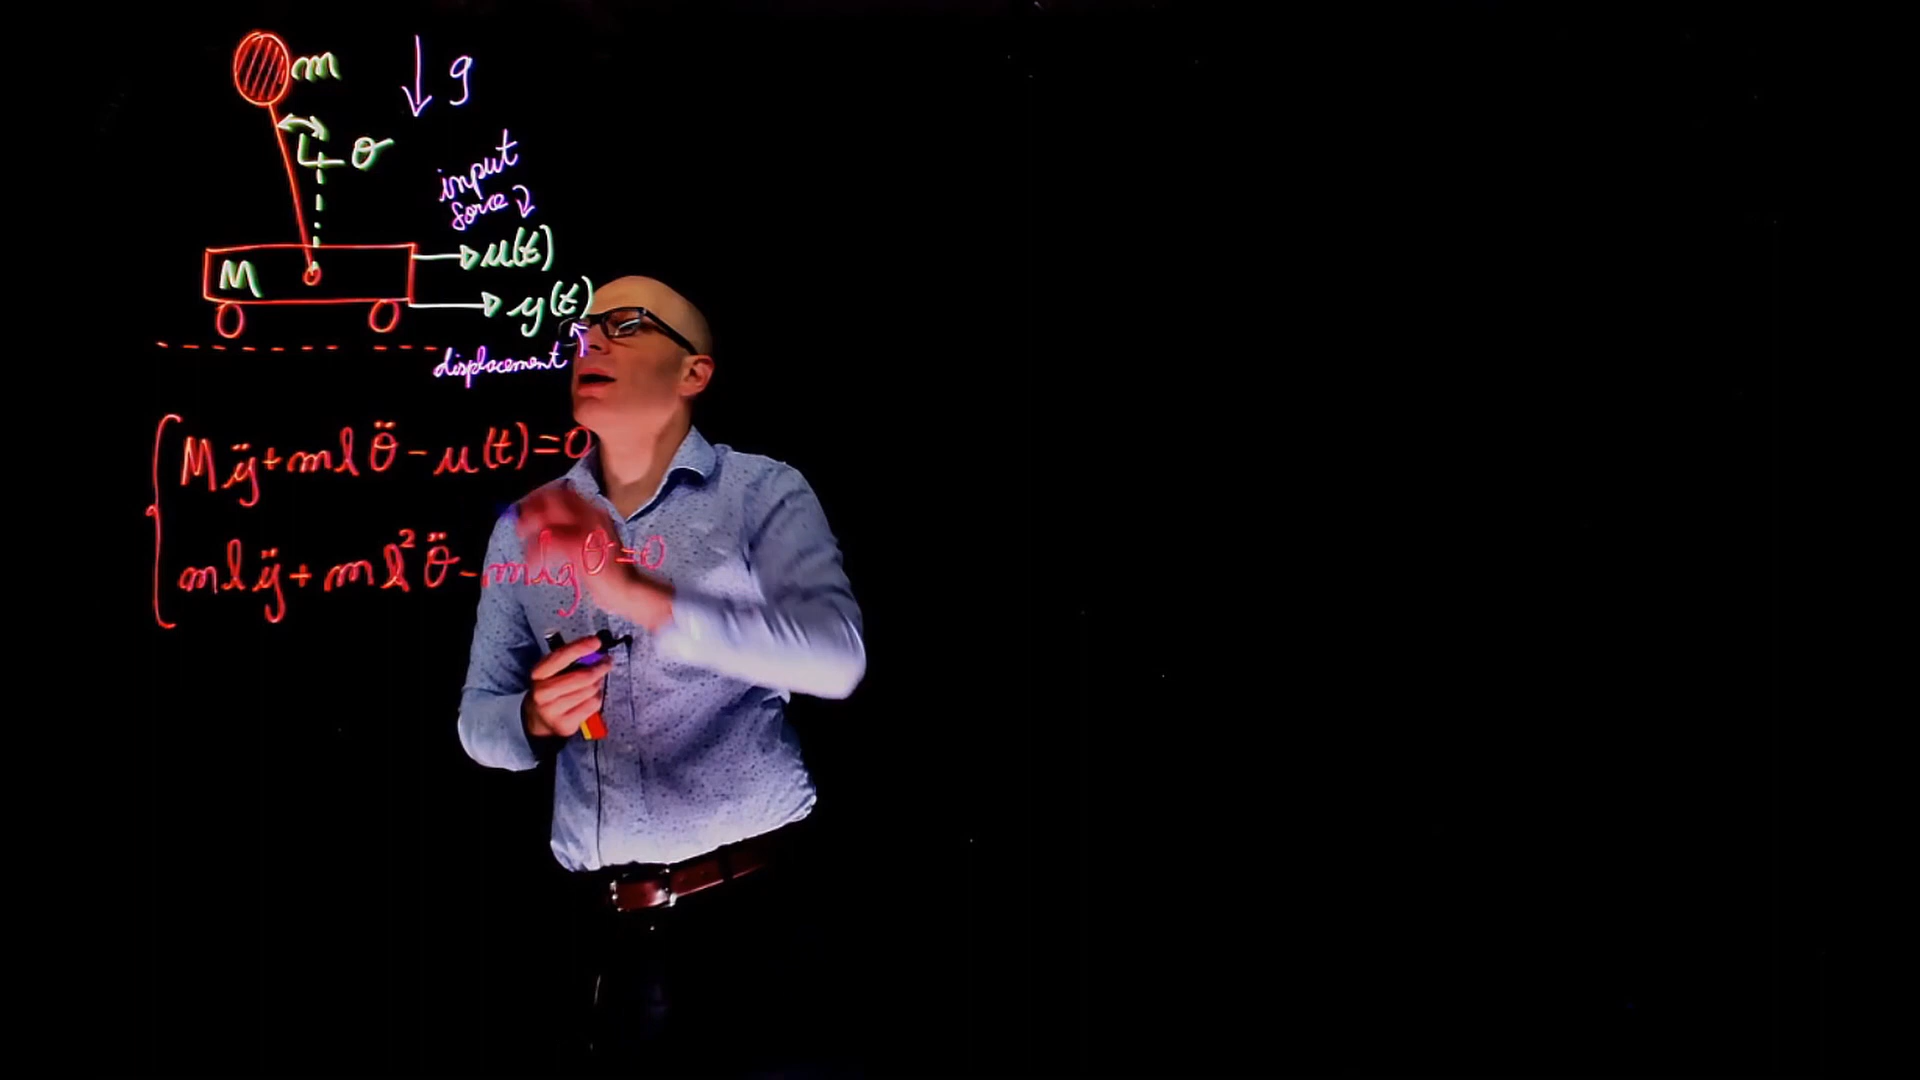 m
g
θ
input
force
u(t)
M
y(t)
displacement
Mÿ+mlθ̈-u(t)=0
mlÿ+ml²θ̈-mlgθ=0